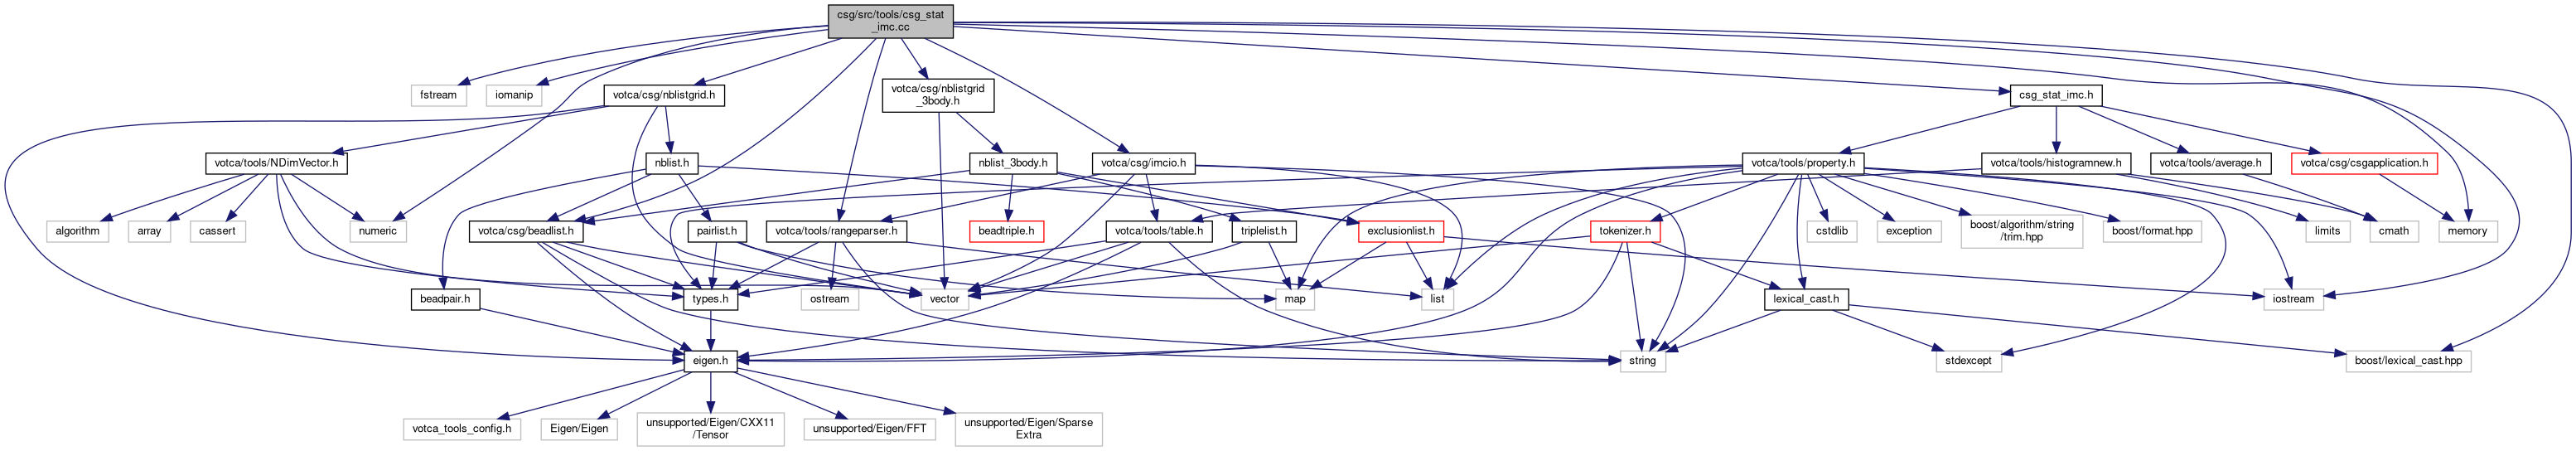 csg/src/tools/csg_stat
_imc.cc
fstream
iomanip
votca/csg/nblistgrid.h
votca/csg/nblistgrid
_3body.h
csg_stat_imc.h
votca/tools/NDimVector.h
nblist.h
nblist_3body.h
votca/csg/imcio.h
votca/tools/property.h
votca/tools/histogramnew.h
votca/tools/average.h
votca/csg/csgapplication.h
algorithm
array
cassert
numeric
votca/csg/beadlist.h
pairlist.h
votca/tools/rangeparser.h
beadtriple.h
votca/tools/table.h
triplelist.h
exclusionlist.h
tokenizer.h
cstdlib
exception
boost/algorithm/string
/trim.hpp
boost/format.hpp
limits
cmath
memory
beadpair.h
types.h
ostream
vector
map
list
lexical_cast.h
iostream
eigen.h
string
stdexcept
boost/lexical_cast.hpp
votca_tools_config.h
Eigen/Eigen
unsupported/Eigen/CXX11
/Tensor
unsupported/Eigen/FFT
unsupported/Eigen/Sparse
Extra